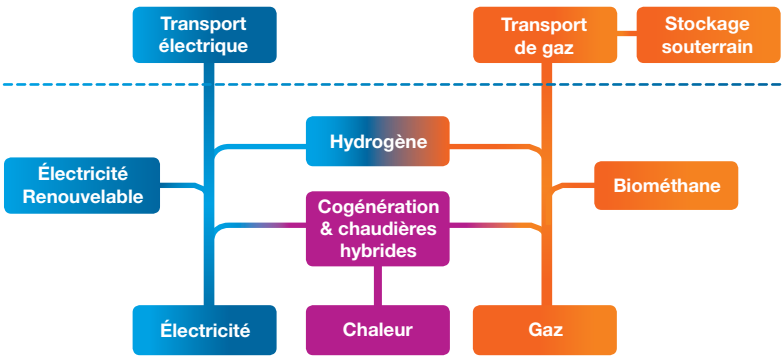 Transport
électrique
Transport
de gaz
Stockage
souterrain
Hydrogène
Électricité
Renouvelable
Biométhane
Cogénération
& chaudières
hybrides
Électricité
Chaleur
Gaz